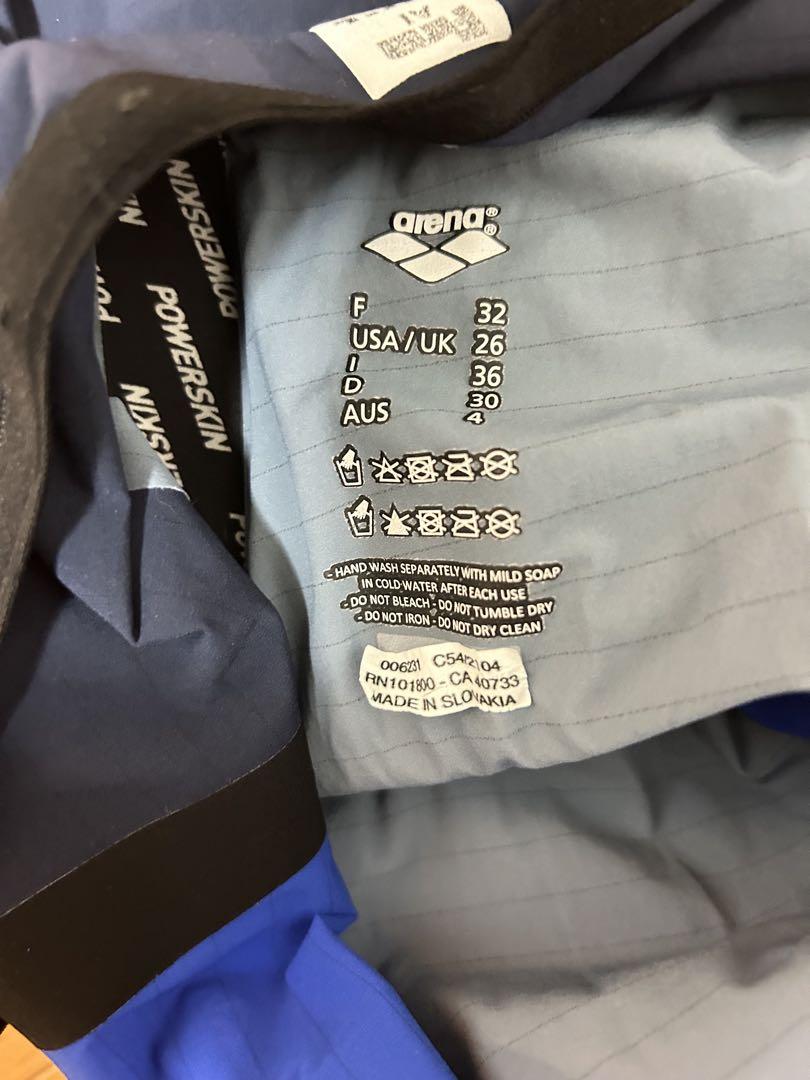 arena®
®
F 32
USA/UK 26
I 36
D 30
AUS 4
- HAND WASH SEPARATELY WITH MILD SOAP
IN COLD WATER AFTER EACH USE
- DO NOT BLEACH - DO NOT TUMBLE DRY
- DO NOT IRON - DO NOT DRY CLEAN
006231
RN101800 - CA 40733
MADE IN SLOVAKIA
POWERSKIN
POWERSKIN